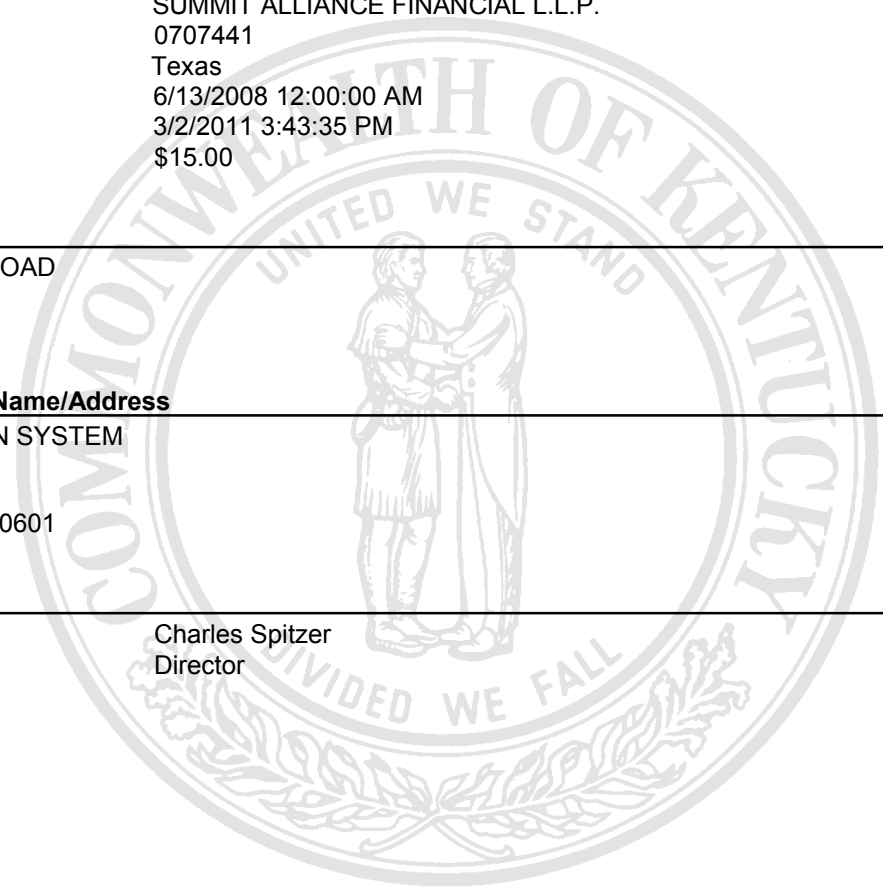 SUMMIT ALLIANCE FINANCIAL L.L.P.
0707441
Texas
6/13/2008 12:00:00 AM
3/2/2011 3:43:35 PM
$15.00
COMMONWEALTH OF KENTUCKY
UNITED WE STAND
OAD
Name/Address
N SYSTEM
0601
Charles Spitzer
Director
DIVIDED WE FALL